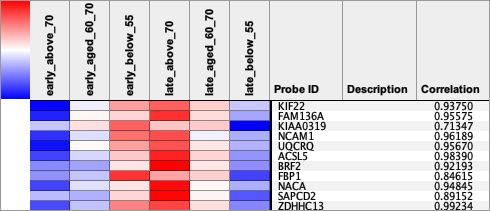 early_above_70
early_aged_60_70
early_below_55
late_above_70
late_aged_60_70
late_below_55
Probe ID Description Correlation
KIF22 0.93750
FAM136A 0.95575
KIAA0319 0.71347
NCAM1 0.96189
UQCRQ 0.95670
ACSL5 0.98390
BRF2 0.92193
FBP1 0.84615
NACA 0.94845
SAPCD2 0.89152
ZDHHC13 0.99234